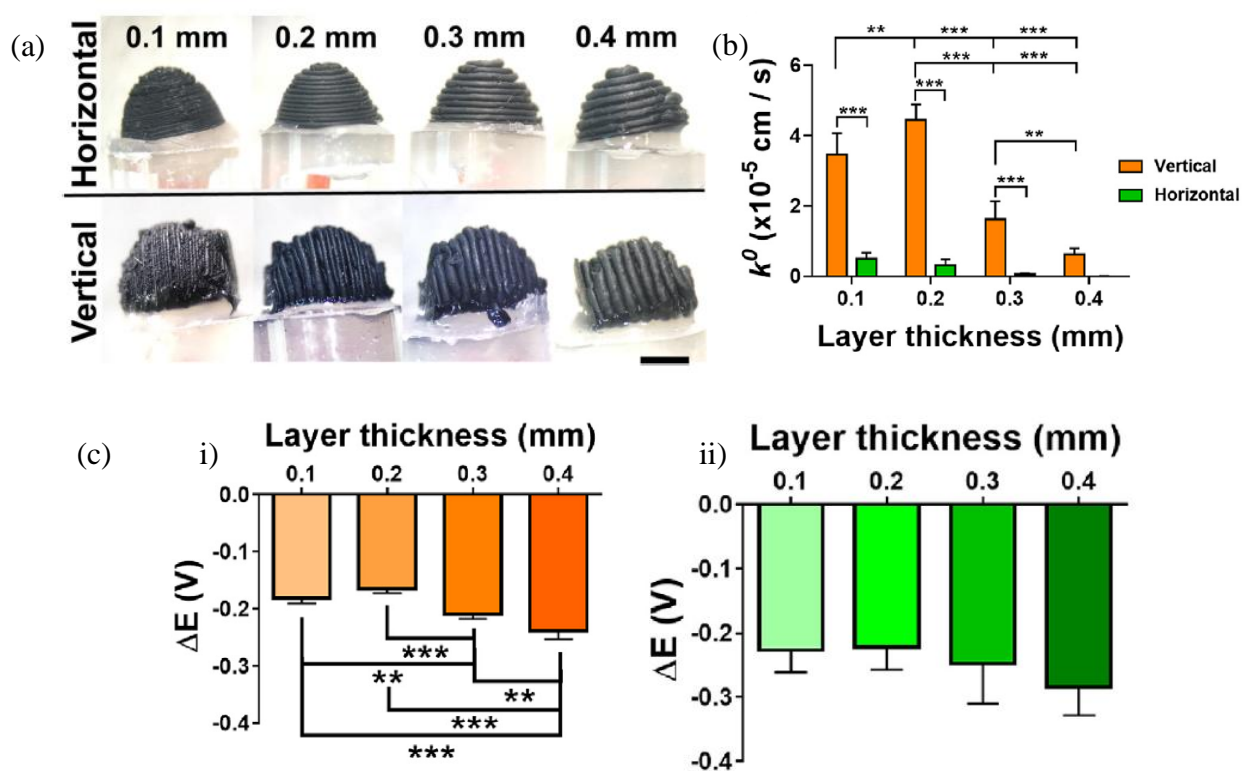 (a)
0.1 mm 0.2 mm 0.3 mm 0.4 mm
Horizontal
Vertical
(b)
** *** ***
*** ***
*** ***
**
***
6
4
2
0
k⁰ (x10⁻⁵ cm / s)
0.1 0.2 0.3 0.4
Layer thickness (mm)
Vertical
Horizontal
(c)
i)
Layer thickness (mm)
0.1 0.2 0.3 0.4
0.0
-0.1
-0.2
-0.3
-0.4
ΔE (V)
***
**
**
***
***
ii)
Layer thickness (mm)
0.1 0.2 0.3 0.4
0.0
-0.1
-0.2
-0.3
-0.4
ΔE (V)